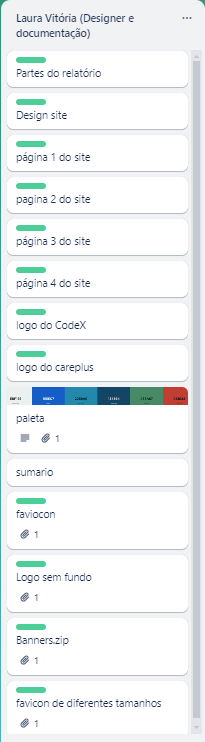 Laura Vitória (Designer e
documentação)
Partes do relatório
Design site
página 1 do site
pagina 2 do site
página 3 do site
página 4 do site
logo do CodeX
logo do careplus
paleta
1
sumario
faviocon
1
Logo sem fundo
1
Banners.zip
1
favicon de diferentes tamanhos
1